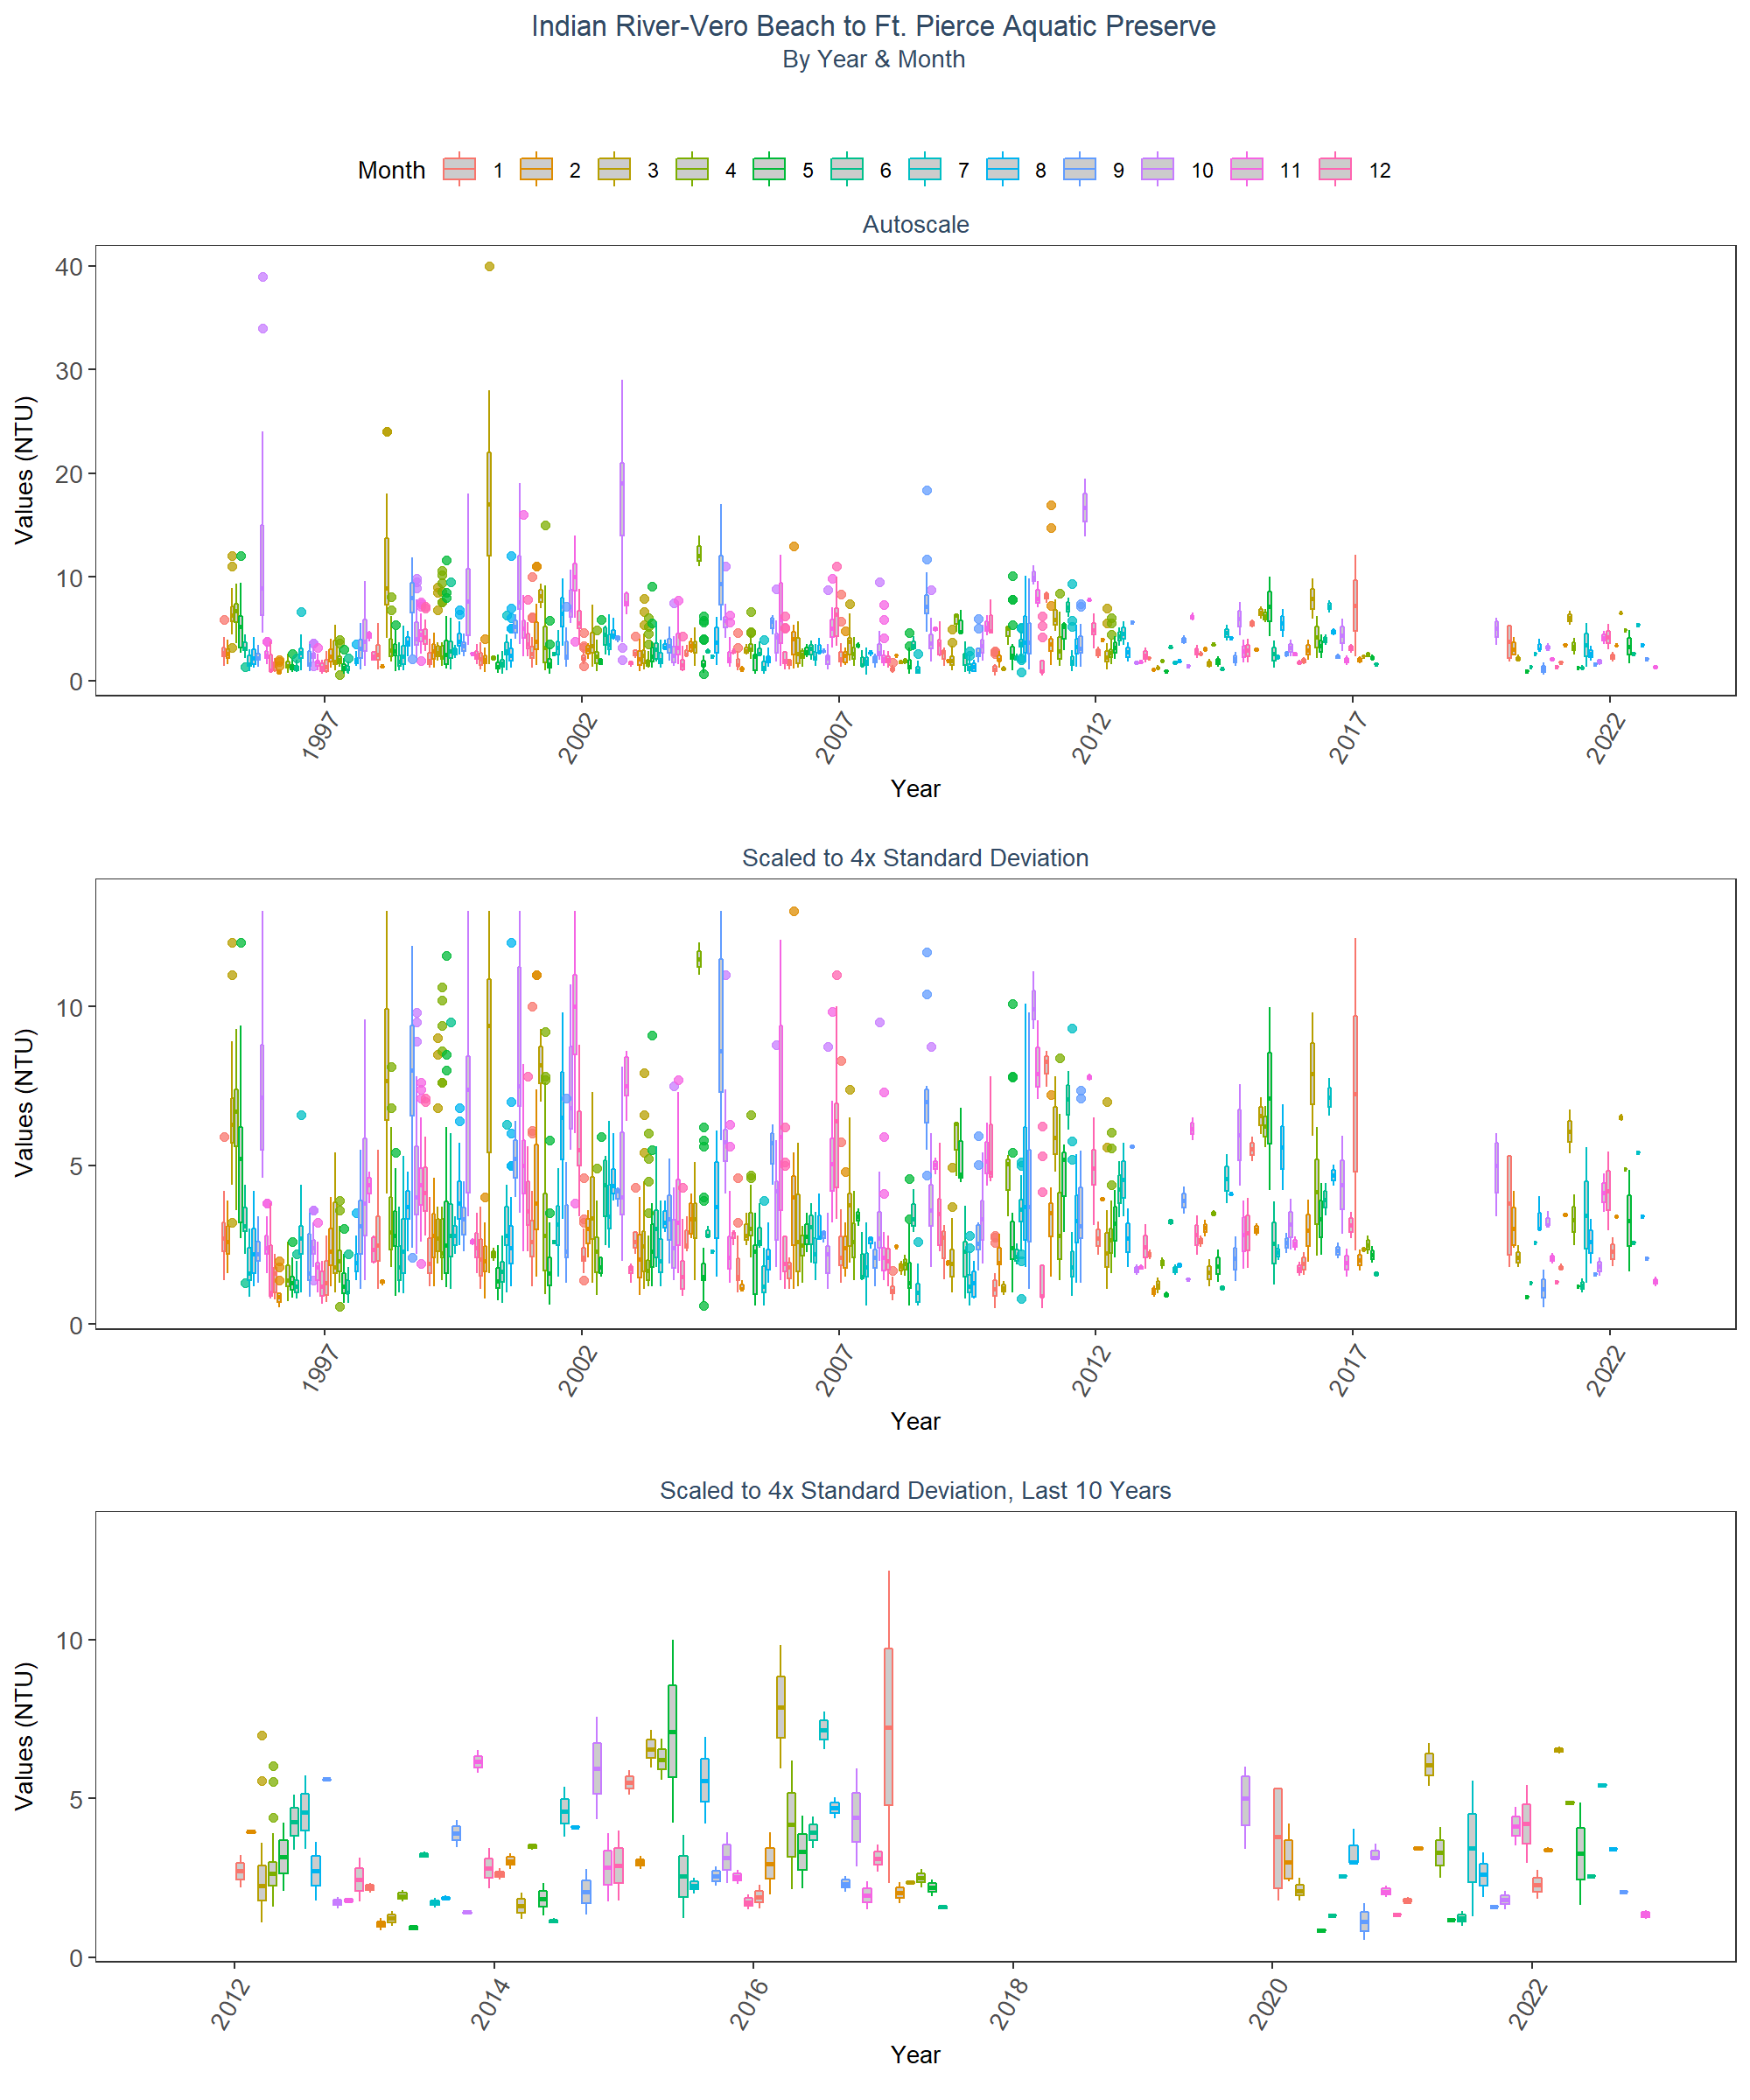 Indian River-Vero Beach to Ft. Pierce Aquatic Preserve
By Year & Month
Month 1 2 3 4 5 6 7 8 9 10 11 12
Autoscale
Values (NTU)
40
30
20
10
0
1997 2002 2007 2012 2017 2022
Year
Scaled to 4x Standard Deviation
Values (NTU)
10
5
0
1997 2002 2007 2012 2017 2022
Year
Scaled to 4x Standard Deviation, Last 10 Years
Values (NTU)
10
5
0
2012 2014 2016 2018 2020 2022
Year